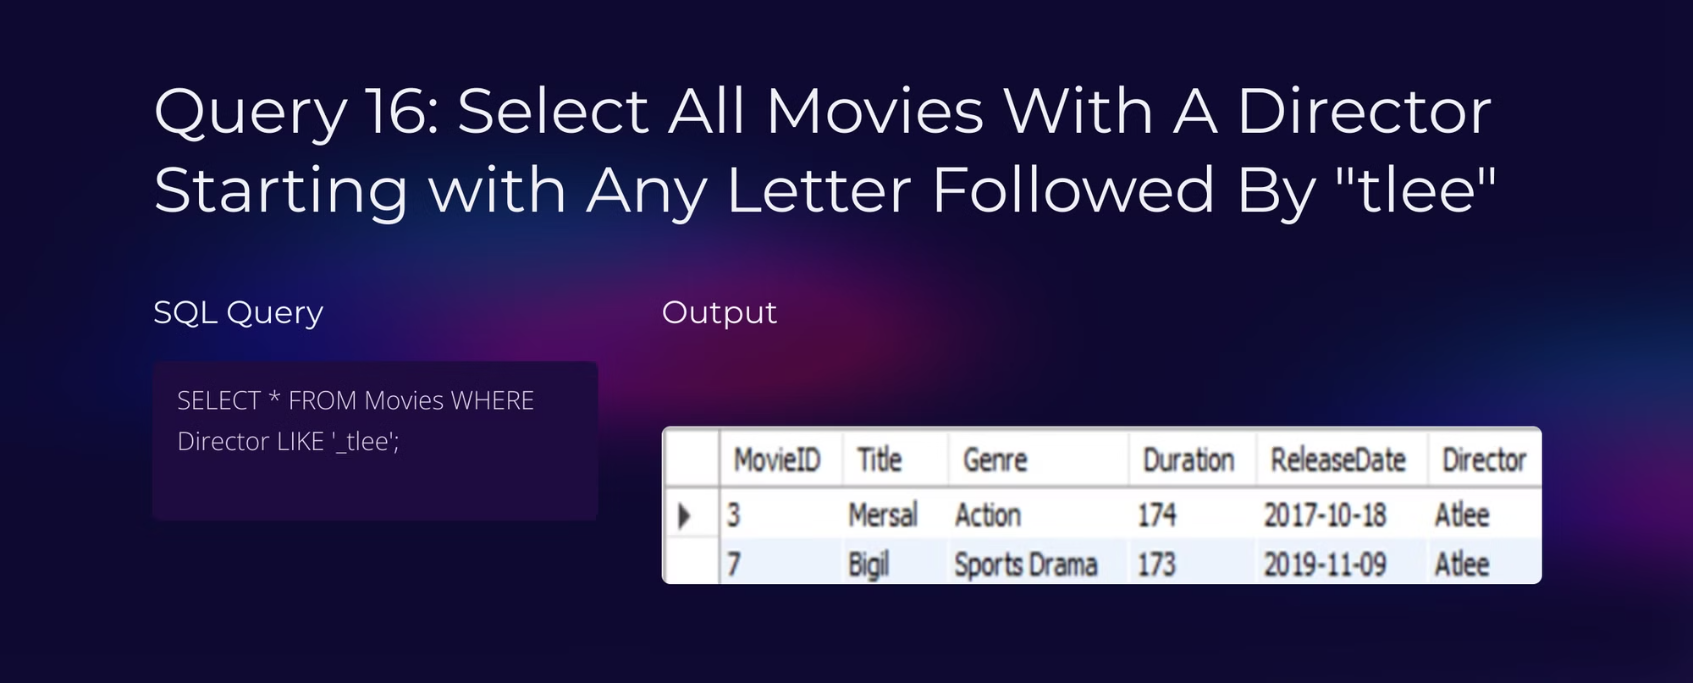 Query 16: Select All Movies With A Director
Starting with Any Letter Followed By "tlee"
SQL Query
SELECT * FROM Movies WHERE
Director LIKE '_tlee';
Output
MovieID Title Genre Duration ReleaseDate Director
3 Mersal Action 174 2017-10-18 Atlee
7 Bigil Sports Drama 173 2019-11-09 Atlee